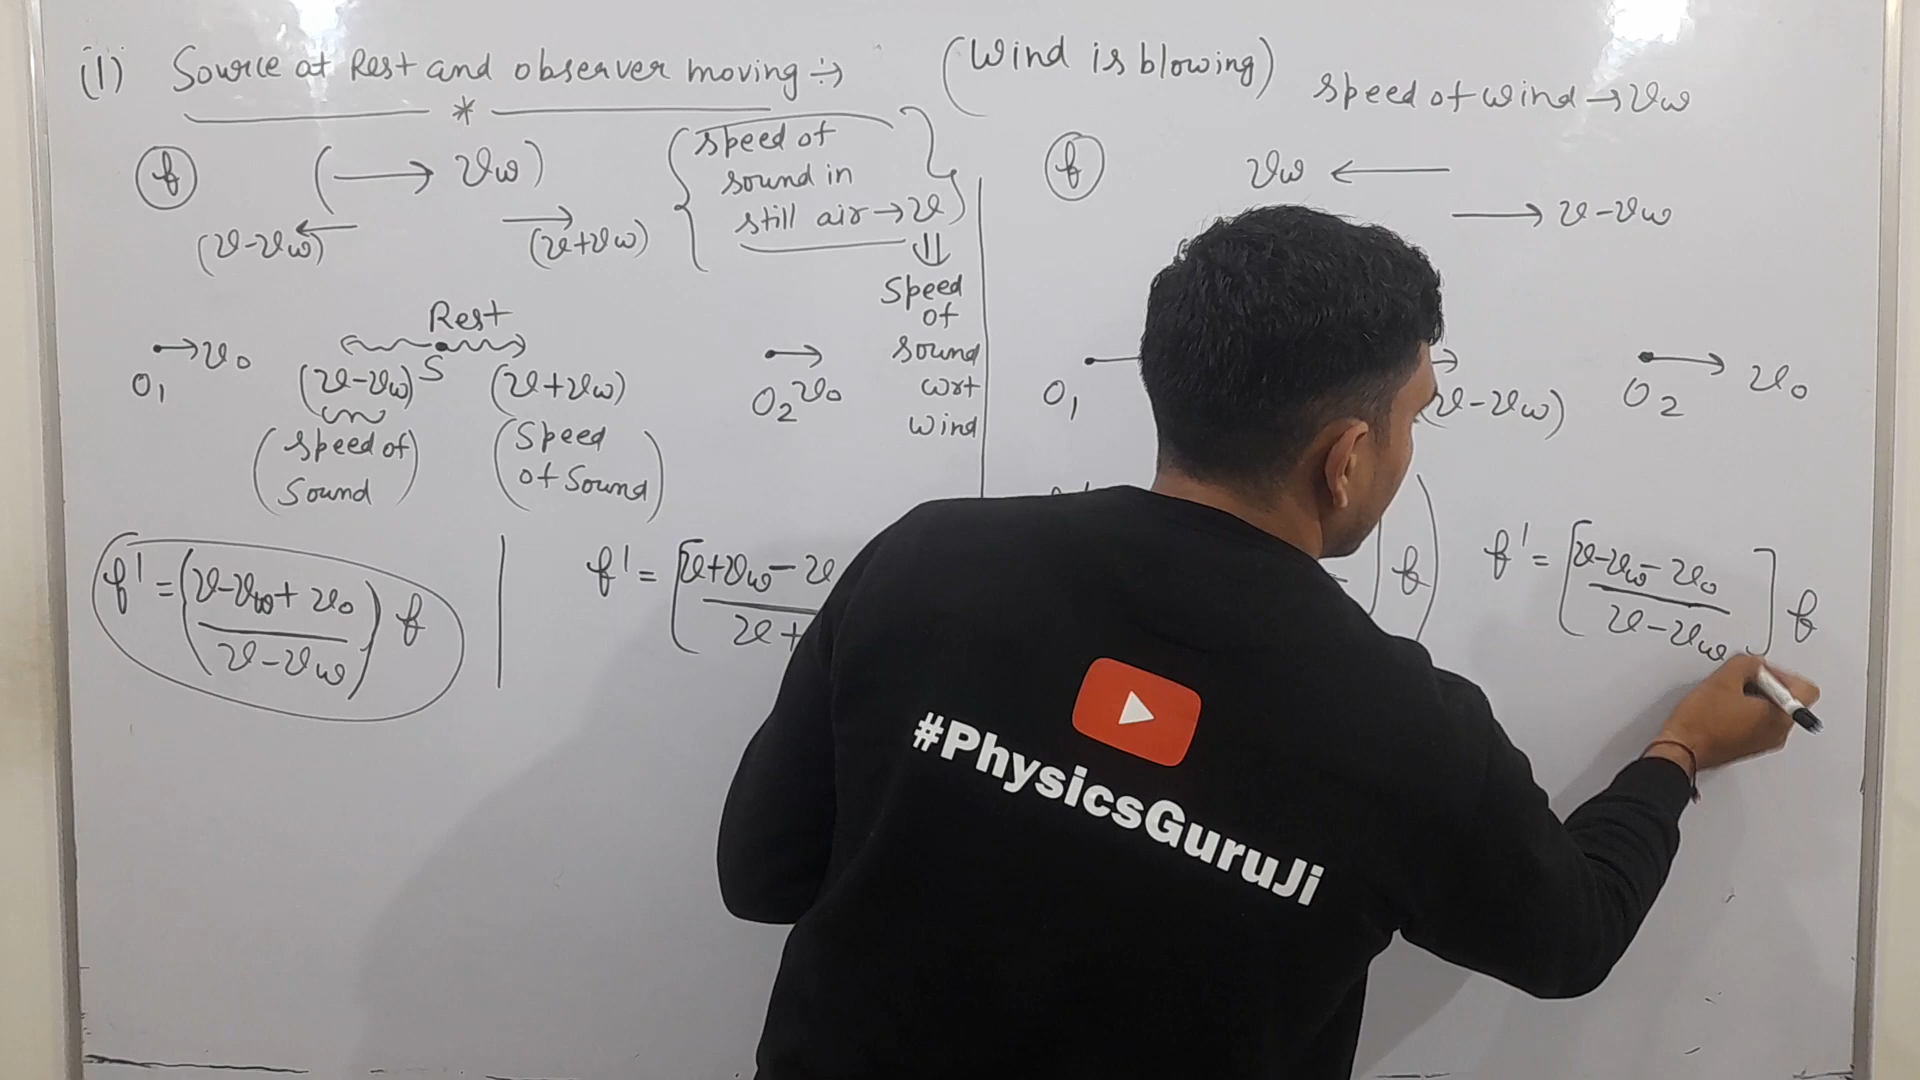 (1) Source at Rest and observer moving :→ (Wind is blowing)
speed of wind → vw
f (→ vw)
(v-vw) (v+vw)
{speed of
sound in
still air → v}
⇓
Speed
of
sound
wrt
wind
Rest
O1 → v0 S O2 v0
(v-vw) (v+vw)
(speed of
Sound)
(Speed
of Sound)
f' = (v-vw+v0 / v-vw) f
f' = [v+vw-v
v+
f vw ←
→ v-vw
O1 (v-vw) O2 → v0
f)
f' = [v-vw-v0 / v-vw] f
#PhysicsGuruJi